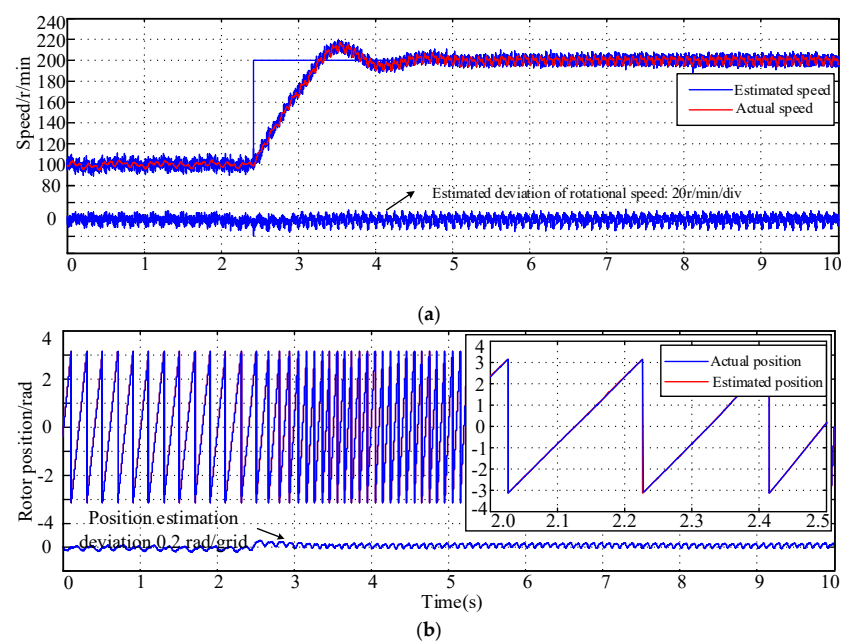 240
220
200
180
160
140
120
100
80
0
Speed/r/min
Estimated speed
Actual speed
Estimated deviation of rotational speed: 20r/min/div
0 1 2 3 4 5 6 7 8 9 10
(a)
4
2
0
-2
-4
0
Rotor position/rad
Position estimation
deviation 0.2 rad/grid
4
3
2
1
0
-1
-2
-3
-4
Actual position
Estimated position
2.0 2.1 2.2 2.3 2.4 2.5
0 1 2 3 4 5 6 7 8 9 10
Time(s)
(b)